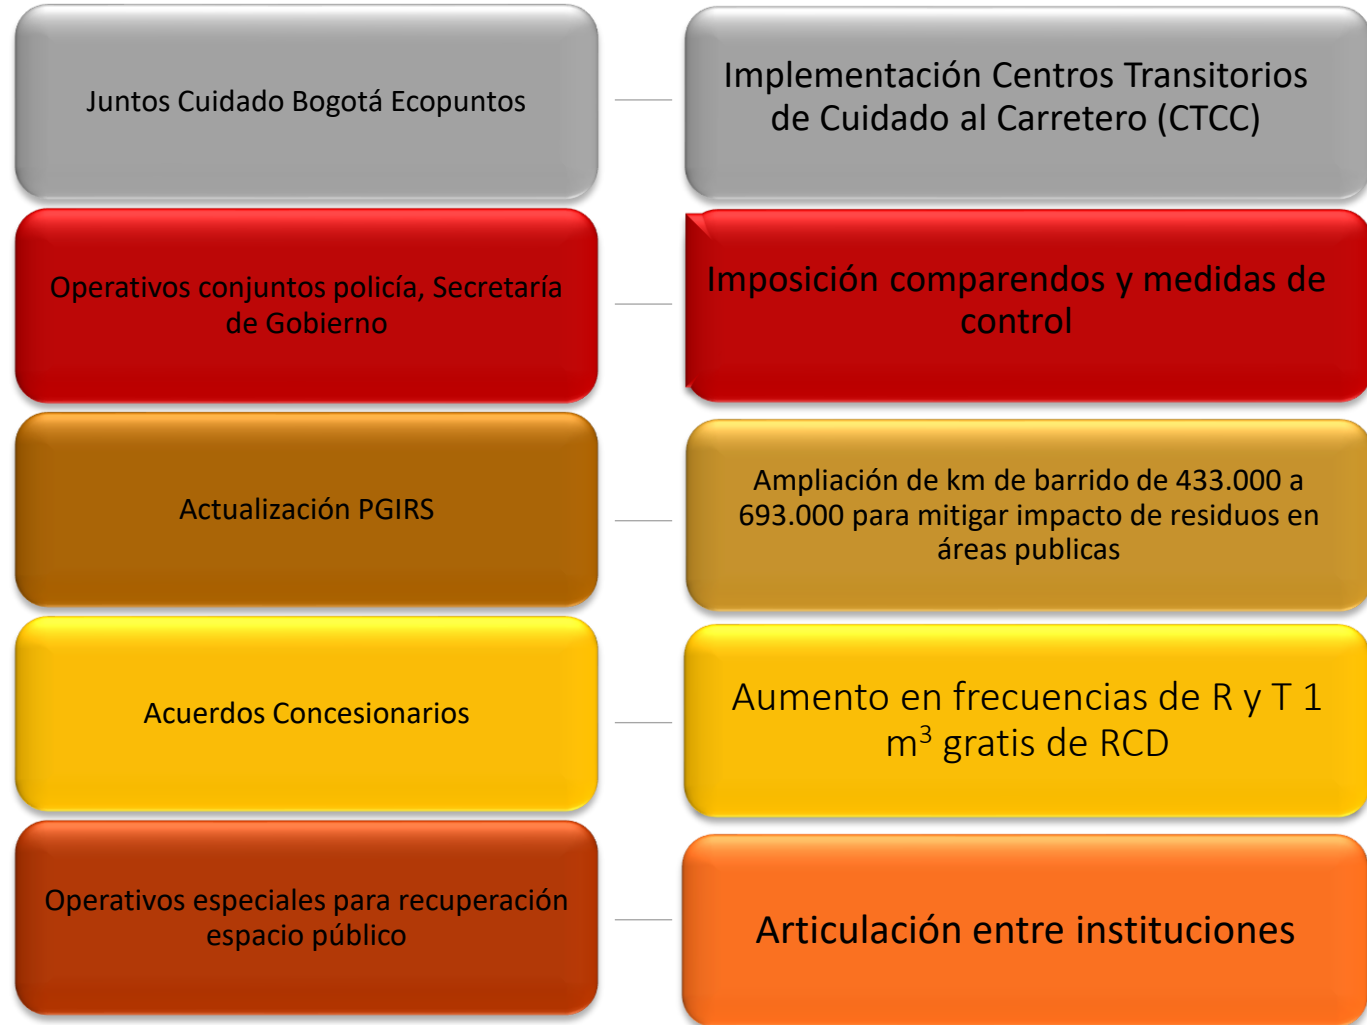 Juntos Cuidado Bogotá Ecopuntos
Implementación Centros Transitorios
de Cuidado al Carretero (CTCC)
Operativos conjuntos policía, Secretaría
de Gobierno
Imposición comparendos y medidas de
control
Actualización PGIRS
Ampliación de km de barrido de 433.000 a
693.000 para mitigar impacto de residuos en
áreas publicas
Acuerdos Concesionarios
Aumento en frecuencias de R y T 1
m³ gratis de RCD
Operativos especiales para recuperación
espacio público
Articulación entre instituciones